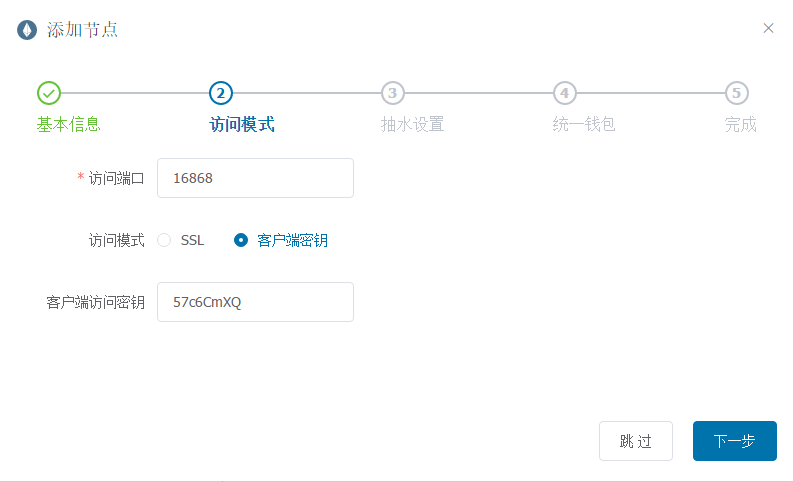 添加节点
2 3 4 5
基本信息 访问模式 抽水设置 统一钱包 完成
* 访问端口 16868
访问模式 SSL 客户端密钥
客户端访问密钥 57c6CmXQ
跳 过 下一步